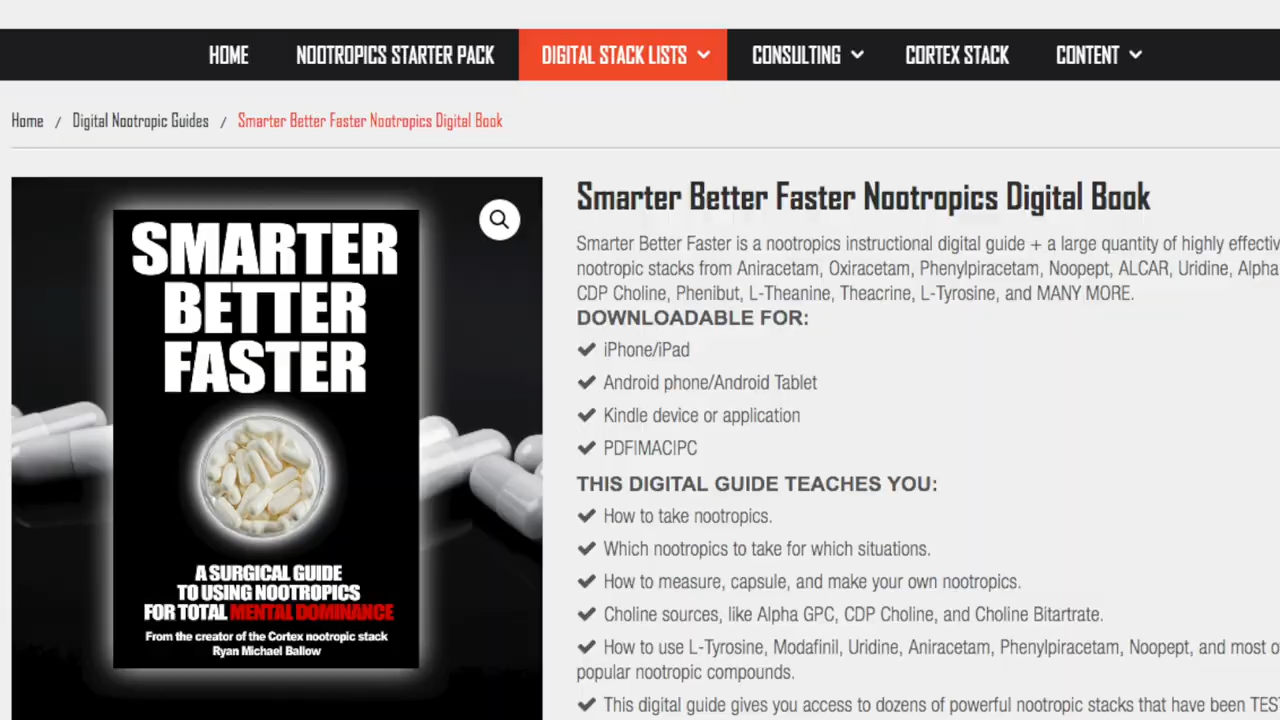 HOME NOOTROPICS STARTER PACK DIGITAL STACK LISTS CONSULTING CORTEX STACK CONTENT
Home / Digital Nootropic Guides / Smarter Better Faster Nootropics Digital Book
SMARTER
BETTER
FASTER
A SURGICAL GUIDE
TO USING NOOTROPICS
FOR TOTAL MENTAL DOMINANCE
From the creator of the Cortex nootropic stack
Ryan Michael Ballow
Smarter Better Faster Nootropics Digital Book
Smarter Better Faster is a nootropics instructional digital guide + a large quantity of highly
nootropic stacks from Aniracetam, Oxiracetam, Phenylpiracetam, Noopept, ALCAR, Uridine, Alpha
CDP Choline, Phenibut, L-Theanine, Theacrine, L-Tyrosine, and MANY MORE.
DOWNLOADABLE FOR:
iPhone/iPad
Android phone/Android Tablet
Kindle device or application
PDF|MAC|PC
THIS DIGITAL GUIDE TEACHES YOU:
How to take nootropics.
Which nootropics to take for which situations.
How to measure, capsule, and make your own nootropics.
Choline sources, like Alpha GPC, CDP Choline, and Choline Bitartrate.
How to use L-Tyrosine, Modafinil, Uridine, Aniracetam, Phenylpiracetam, Noopept, and most
popular nootropic compounds.
This digital guide gives you access to dozens of powerful nootropic stacks that have been